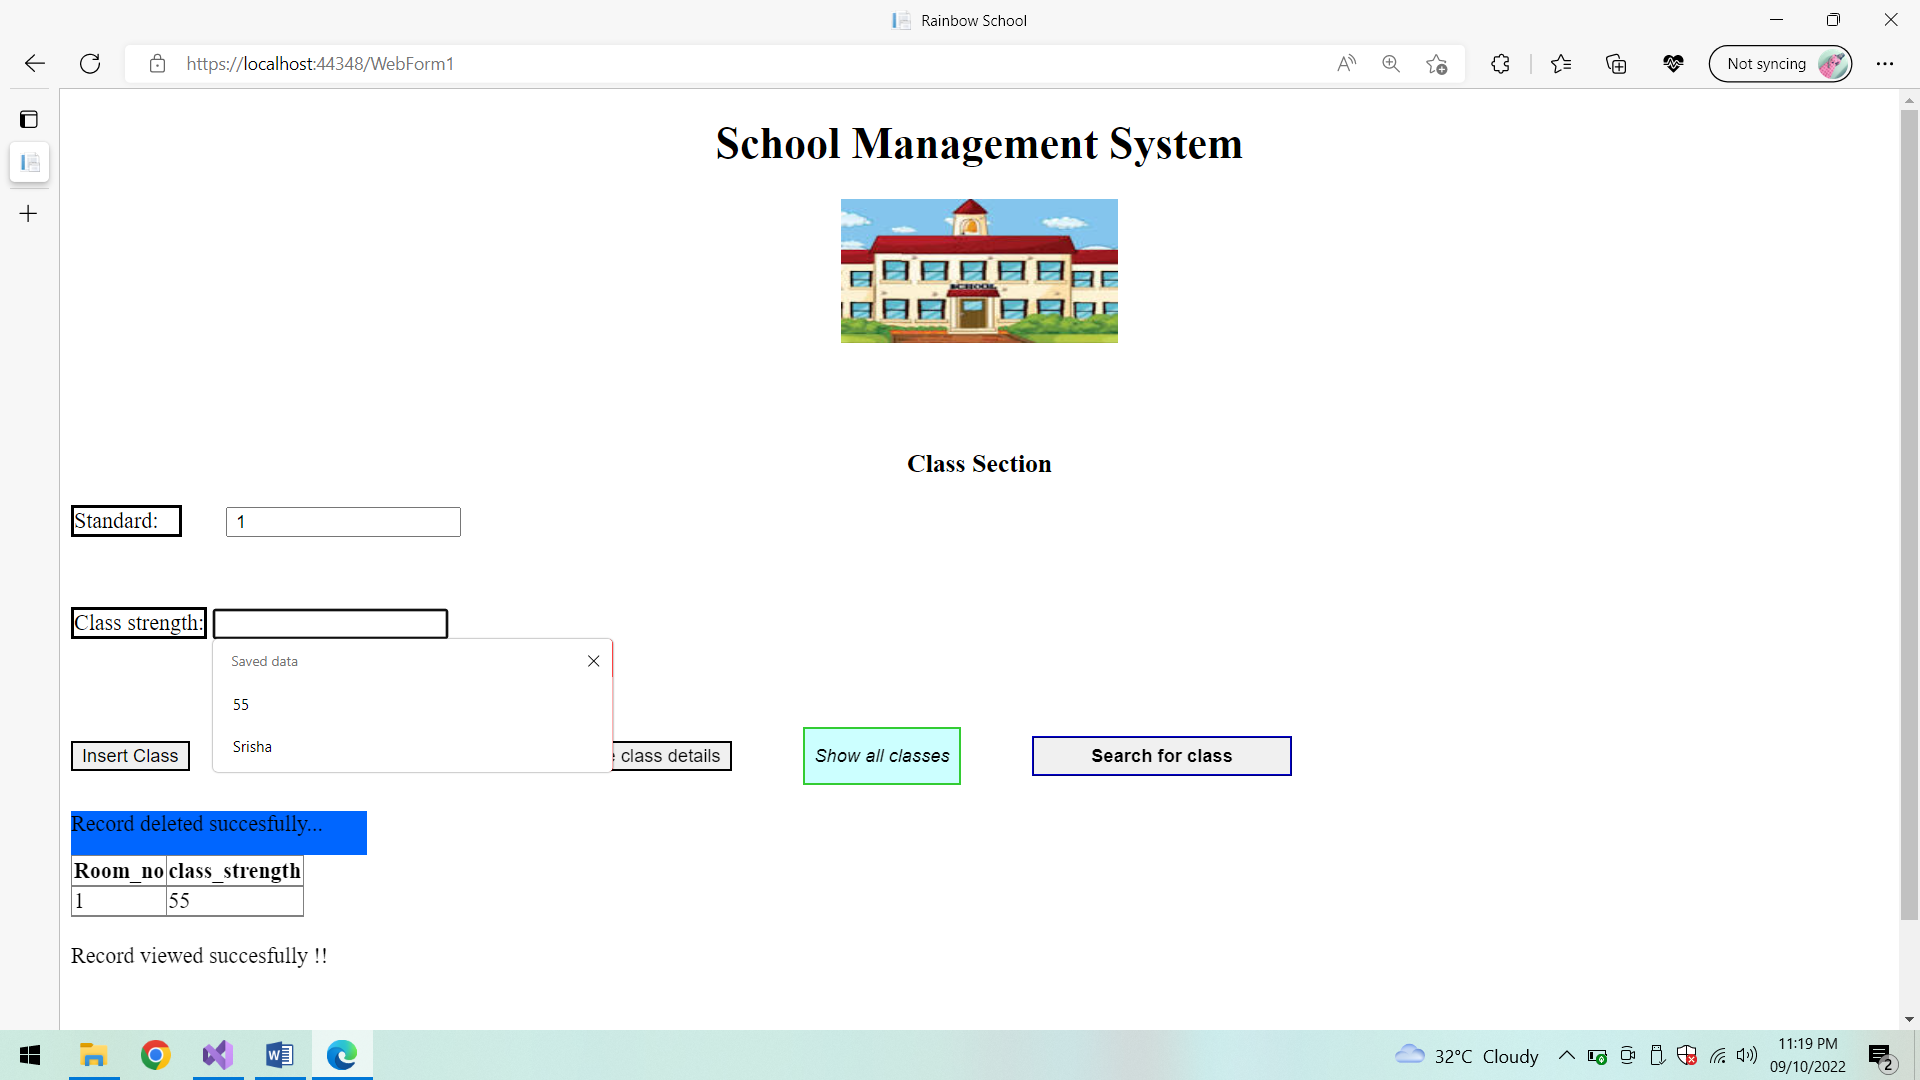 Rainbow School
https://localhost:44348/WebForm1
Not syncing
School Management System
SCHOOL
Class Section
Standard: 1
Class strength:
Saved data
55
Srisha
Insert Class class details Show all classes Search for class
Record deleted succesfully...
Room_no class_strength
1 55
Record viewed succesfully !!
32°C Cloudy
11:19 PM
09/10/2022
2